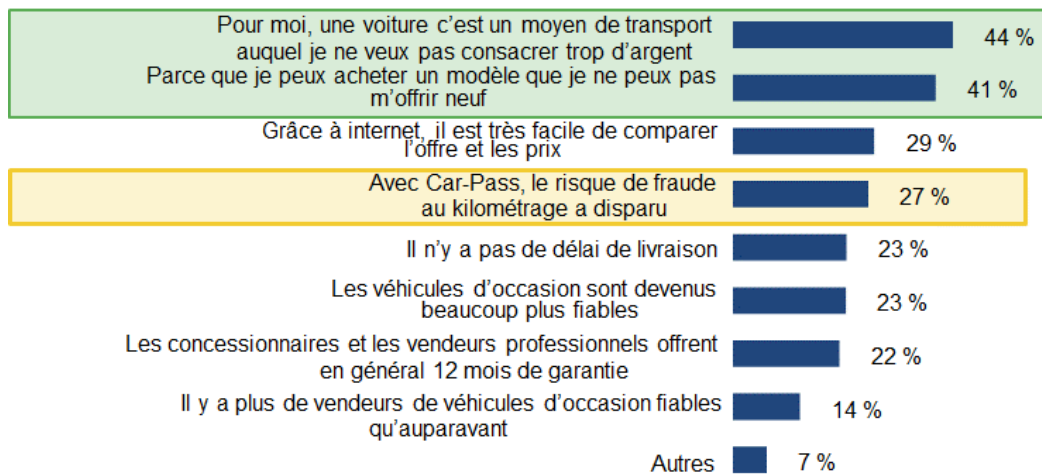 Pour moi, une voiture c'est un moyen de transport
auquel je ne veux pas consacrer trop d'argent
44 %
Parce que je peux acheter un modèle que je ne peux pas
m'offrir neuf
41 %
Grâce à internet, il est très facile de comparer
l'offre et les prix
29 %
Avec Car-Pass, le risque de fraude
au kilométrage a disparu
27 %
Il n'y a pas de délai de livraison
23 %
Les véhicules d'occasion sont devenus
beaucoup plus fiables
23 %
Les concessionnaires et les vendeurs professionnels offrent
en général 12 mois de garantie
22 %
Il y a plus de vendeurs de véhicules d'occasion fiables
qu'auparavant
14 %
Autres
7 %